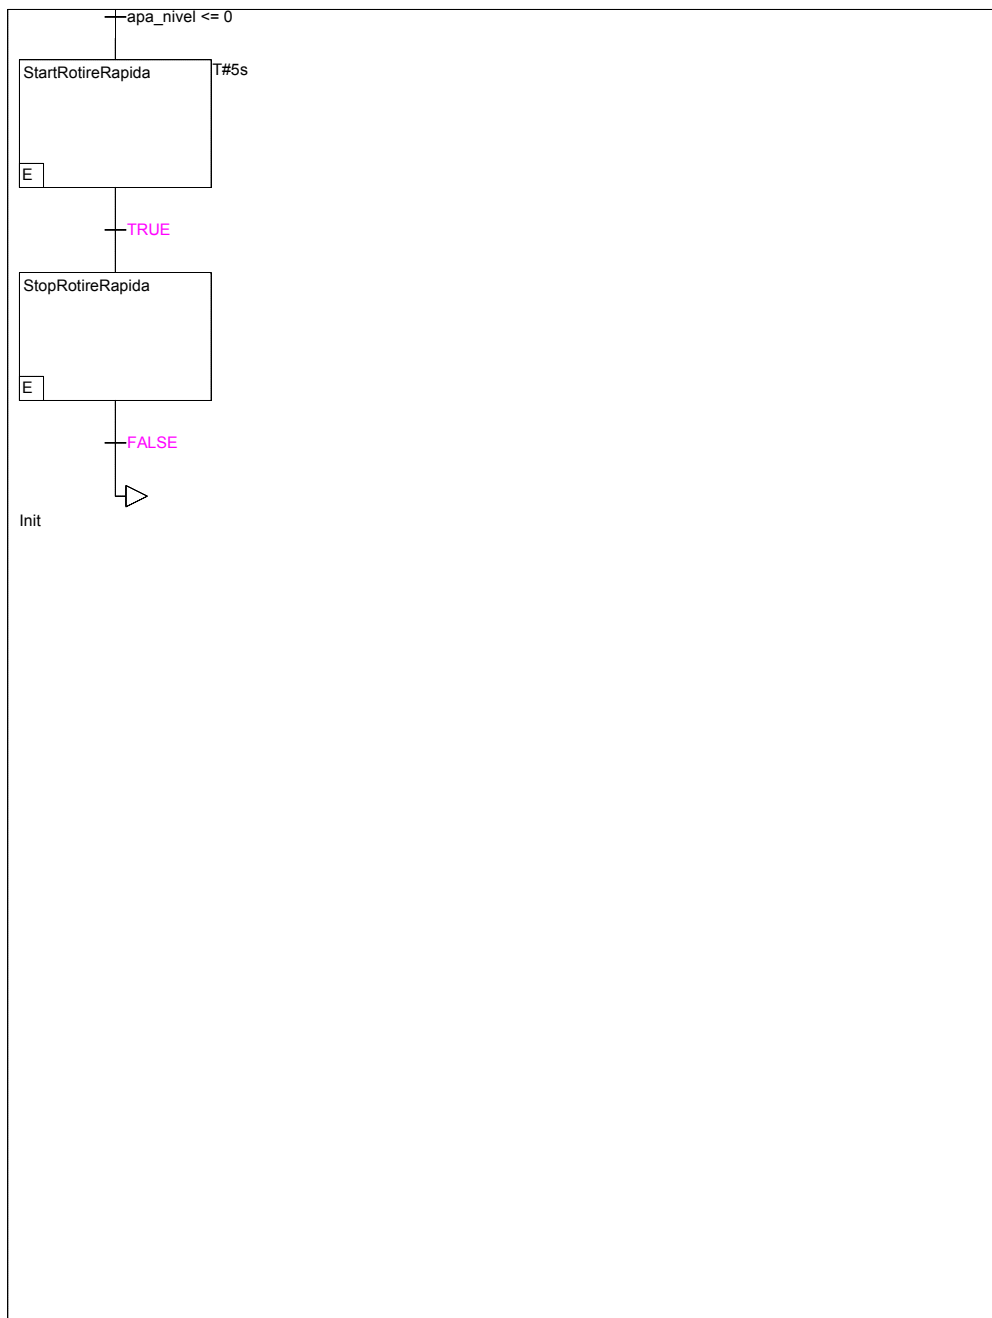 apa_nivel <= 0
StartRotireRapida
T#5s
E
TRUE
StopRotireRapida
E
FALSE
Init